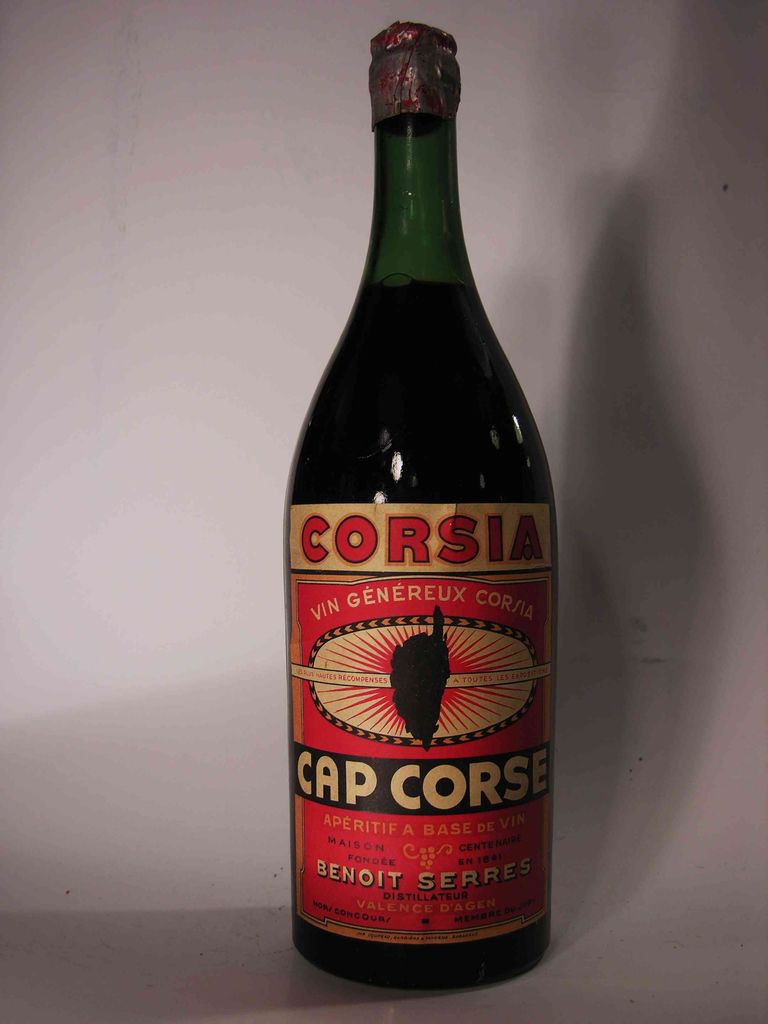 CORSIA
VIN GÉNÉREUX CORSIA
LES PLUS HAUTES RÉCOMPENSES A TOUTES LES EXPOSITIONS
CAP CORSE
APÉRITIF A BASE DE VIN
MAISON CENTENAIRE
FONDÉE EN 1841
BENOIT SERRES
DISTILLATEUR
VALENCE D'AGEN
HORS CONCOURS MEMBRE DU JURY